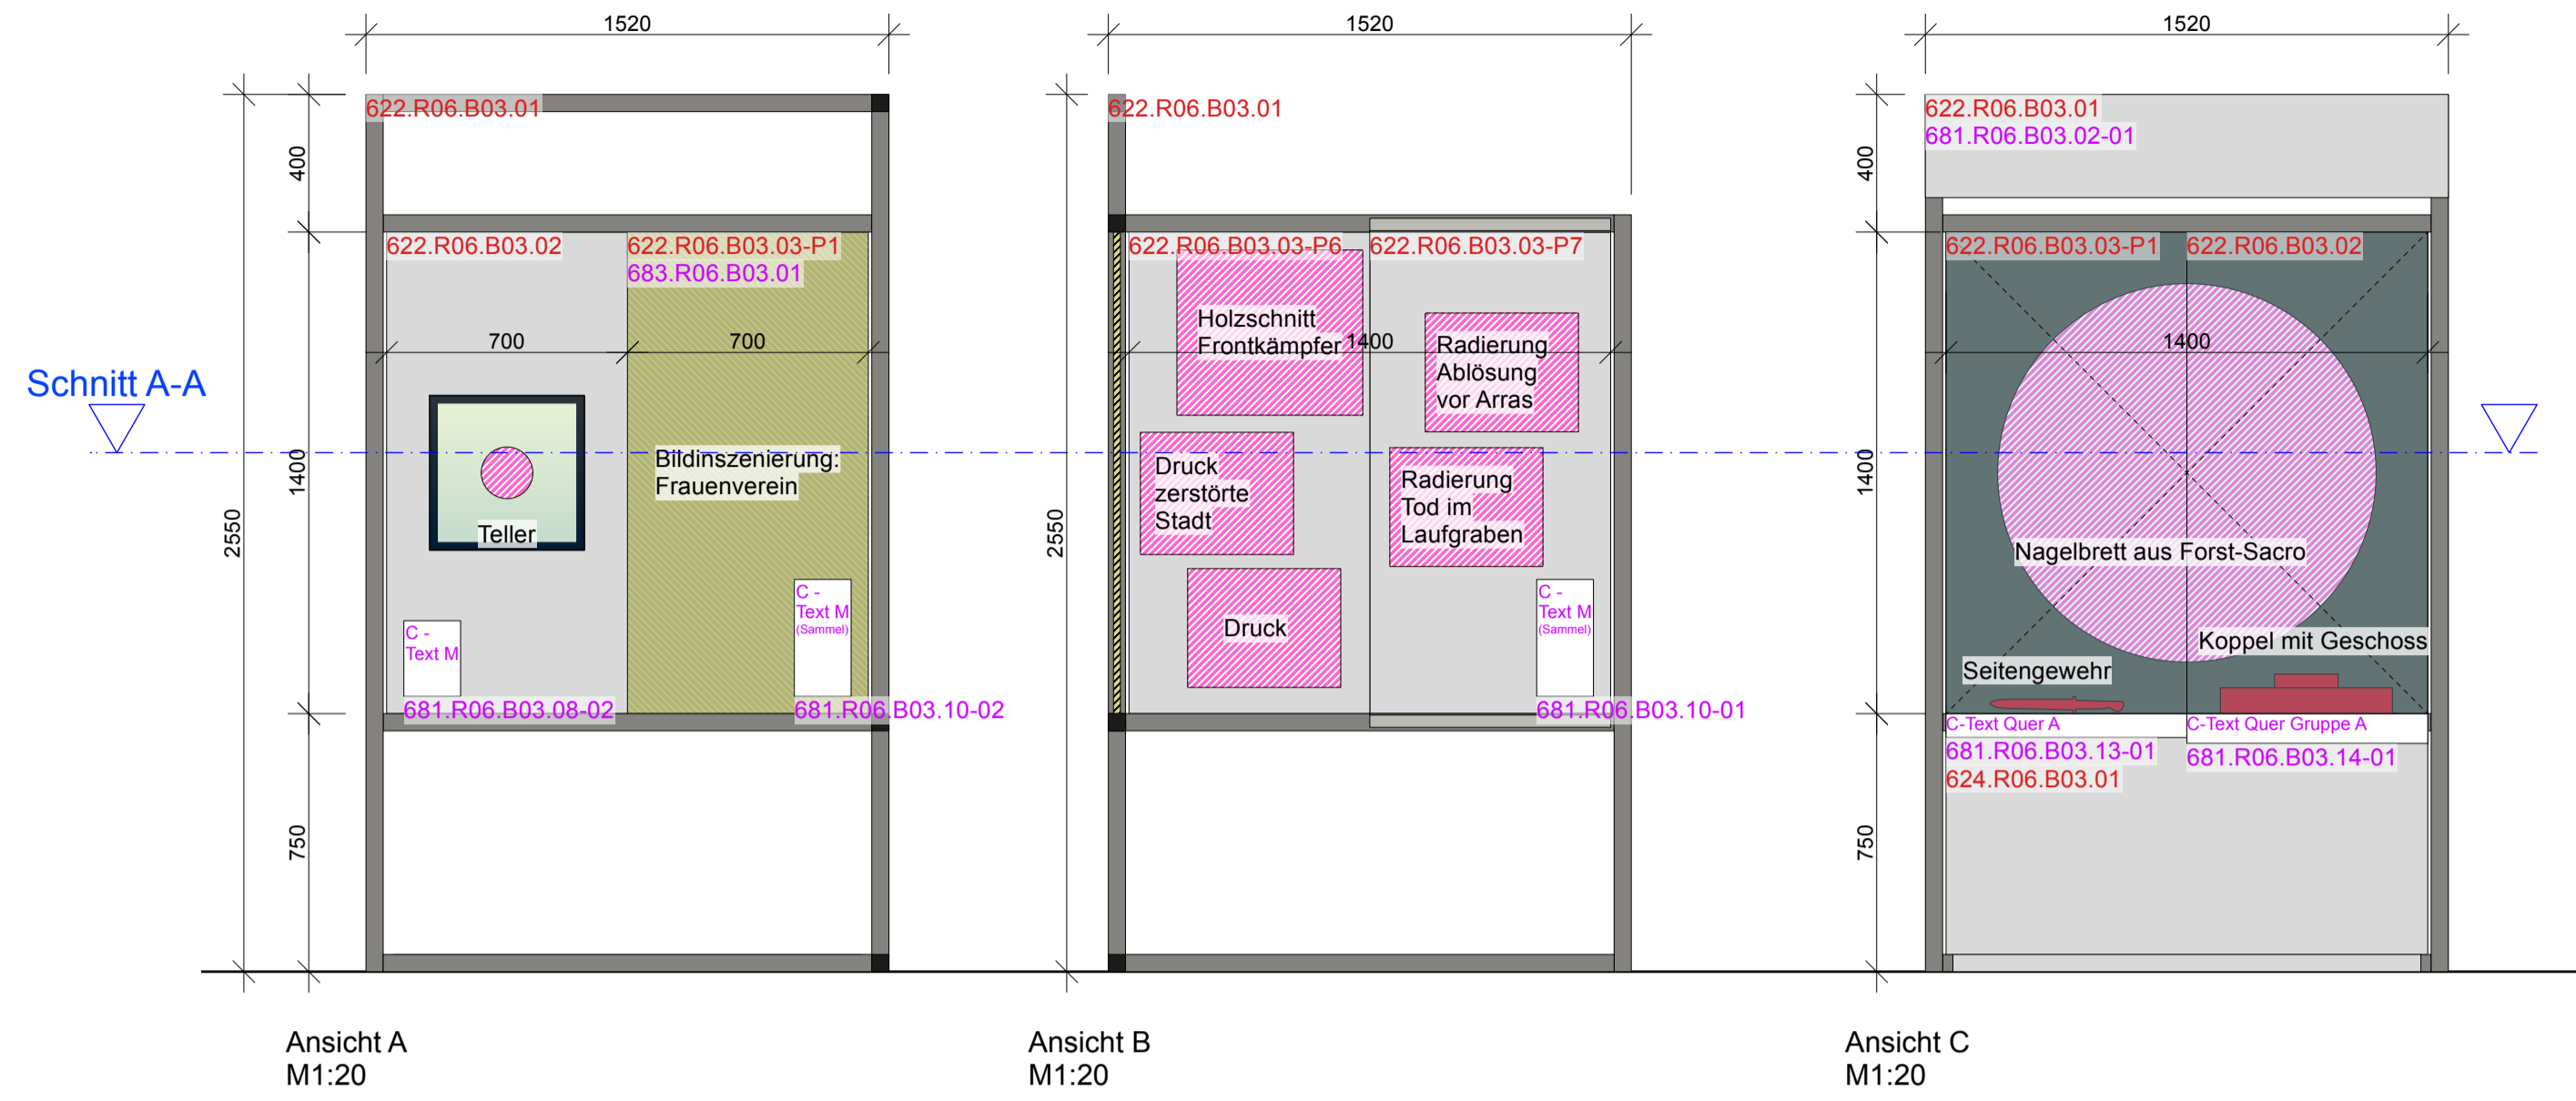 1520
1520
1520
622.R06.B03.01
400
622.R06.B03.02
622.R06.B03.03-P1
683.R06.B03.01
700
700
Schnitt A-A
1400
2550
Teller
Bildinszenierung:
Frauenverein
C -
Text M
C -
Text M
(Sammel)
681.R06.B03.08-02
681.R06.B03.10-02
750
Ansicht A
M1:20
622.R06.B03.01
622.R06.B03.03-P6
622.R06.B03.03-P7
Holzschnitt
Frontkämpfer
1400
Radierung
Ablösung
vor Arras
2550
Druck
zerstörte
Stadt
Radierung
Tod im
Laufgraben
Druck
C -
Text M
(Sammel)
681.R06.B03.10-01
Ansicht B
M1:20
622.R06.B03.01
681.R06.B03.02-01
400
622.R06.B03.03-P1
622.R06.B03.02
1400
1400
Nagelbrett aus Forst-Sacro
Koppel mit Geschoss
Seitengewehr
C-Text Quer A
C-Text Quer Gruppe A
681.R06.B03.13-01
681.R06.B03.14-01
624.R06.B03.01
750
Ansicht C
M1:20